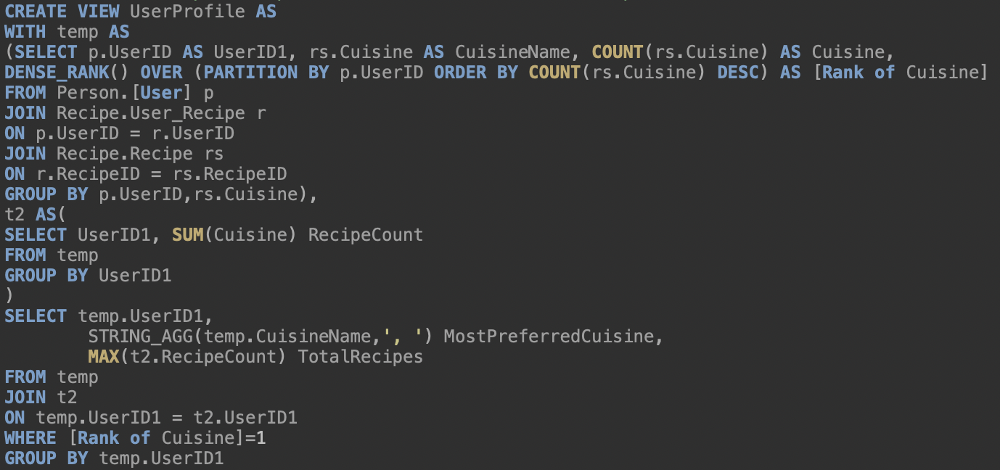 CREATE VIEW UserProfile AS
WITH temp AS
(SELECT p.UserID AS UserID1, rs.Cuisine AS CuisineName, COUNT(rs.Cuisine) AS Cuisine,
DENSE_RANK() OVER (PARTITION BY p.UserID ORDER BY COUNT(rs.Cuisine) DESC) AS [Rank of Cuisine]
FROM Person.[User] p
JOIN Recipe.User_Recipe r
ON p.UserID = r.UserID
JOIN Recipe.Recipe rs
ON r.RecipeID = rs.RecipeID
GROUP BY p.UserID,rs.Cuisine),
t2 AS(
SELECT UserID1, SUM(Cuisine) RecipeCount
FROM temp
GROUP BY UserID1
)
SELECT temp.UserID1,
        STRING_AGG(temp.CuisineName,', ') MostPreferredCuisine,
        MAX(t2.RecipeCount) TotalRecipes
FROM temp
JOIN t2
ON temp.UserID1 = t2.UserID1
WHERE [Rank of Cuisine]=1
GROUP BY temp.UserID1